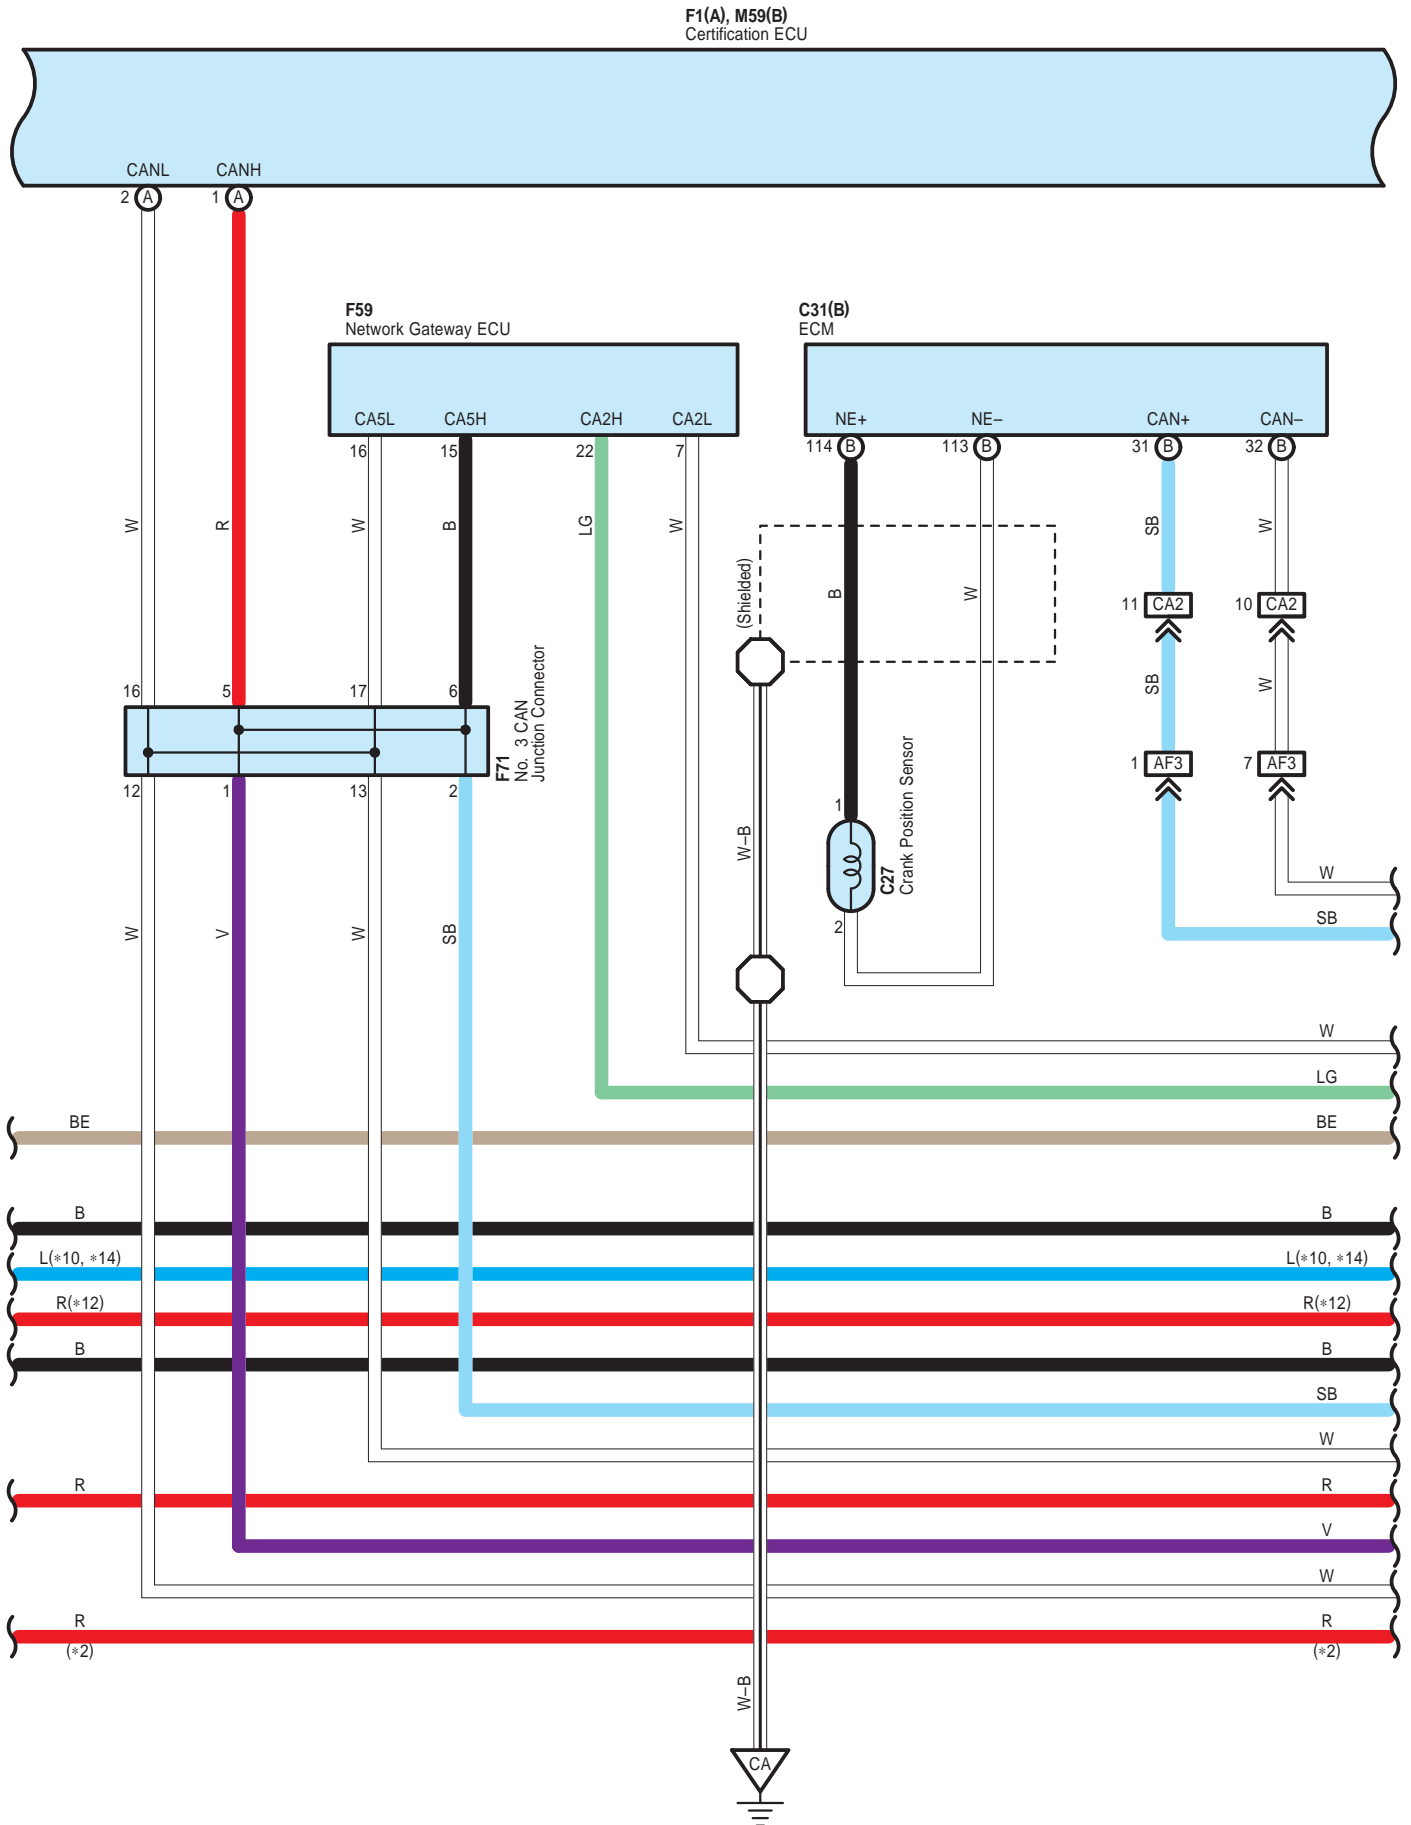 F1(A), M59(B)
Certification ECU
CANL
CANH
2
A
1
A
F59
Network Gateway ECU
C31(B)
ECM
CA5L
CA5H
CA2H
CA2L
NE+
NE–
CAN+
CAN–
16
15
22
7
114
B
113
B
31
B
32
B
W
R
W
B
LG
W
SB
W
(Shielded)
B
W
11
CA2
10
CA2
16
5
17
6
SB
W
F71
No. 3 CAN
Junction Connector
1
AF3
7
AF3
12
1
13
2
1
C27
Crank Position Sensor
W–B
2
W
SB
W
V
W
SB
W
LG
BE
BE
B
B
L(*10, *14)
L(*10, *14)
R(*12)
R(*12)
B
B
SB
W
R
R
V
W
R
(*2)
R
(*2)
W–B
CA